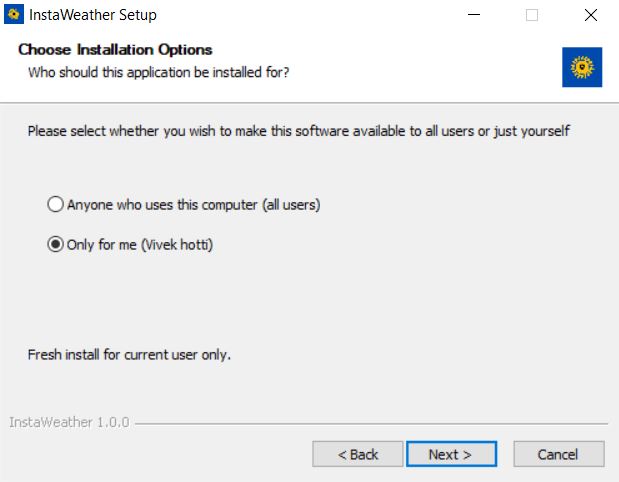 InstaWeather Setup
Choose Installation Options
Who should this application be installed for?
Please select whether you wish to make this software available to all users or just yourself
Anyone who uses this computer (all users)
Only for me (Vivek hotti)
Fresh install for current user only.
InstaWeather 1.0.0
< Back
Next >
Cancel